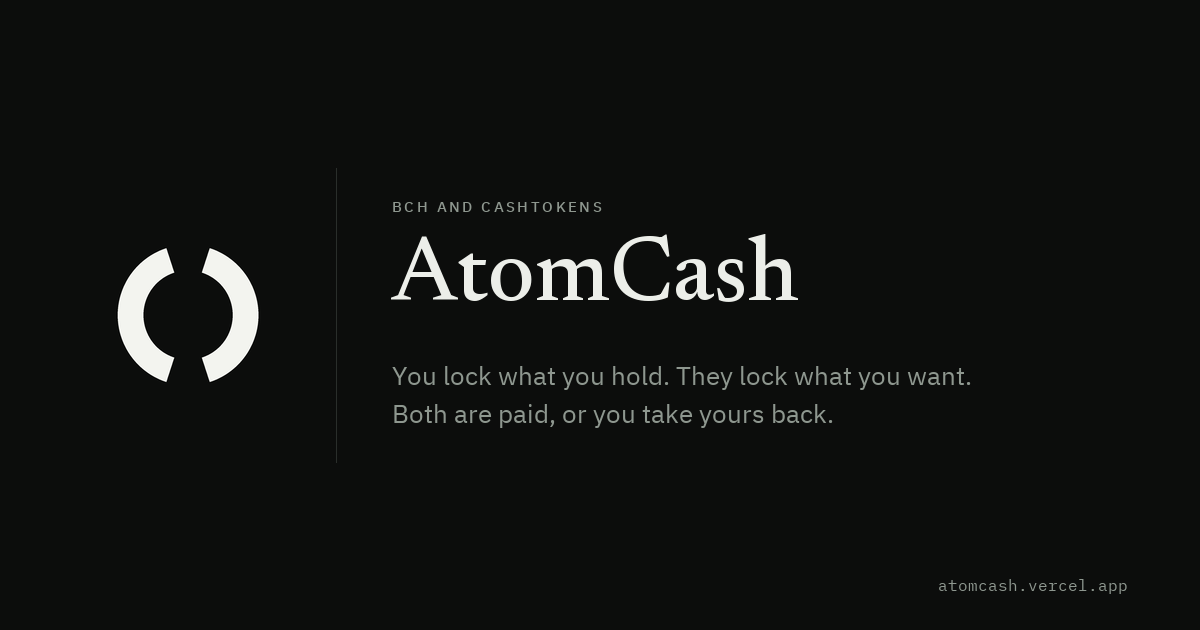 BCH AND CASHTOKENS
AtomCash
You lock what you hold. They lock what you want.
Both are paid, or you take yours back.
atomcash.vercel.app